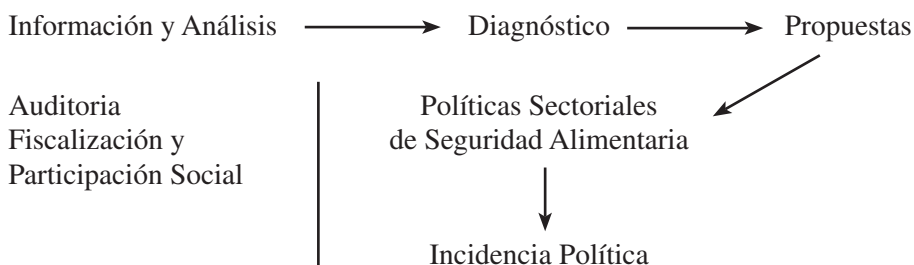 Información y Análisis Diagnóstico Propuestas
Auditoria
Fiscalización y
Participación Social
Políticas Sectoriales
de Seguridad Alimentaria
Incidencia Política